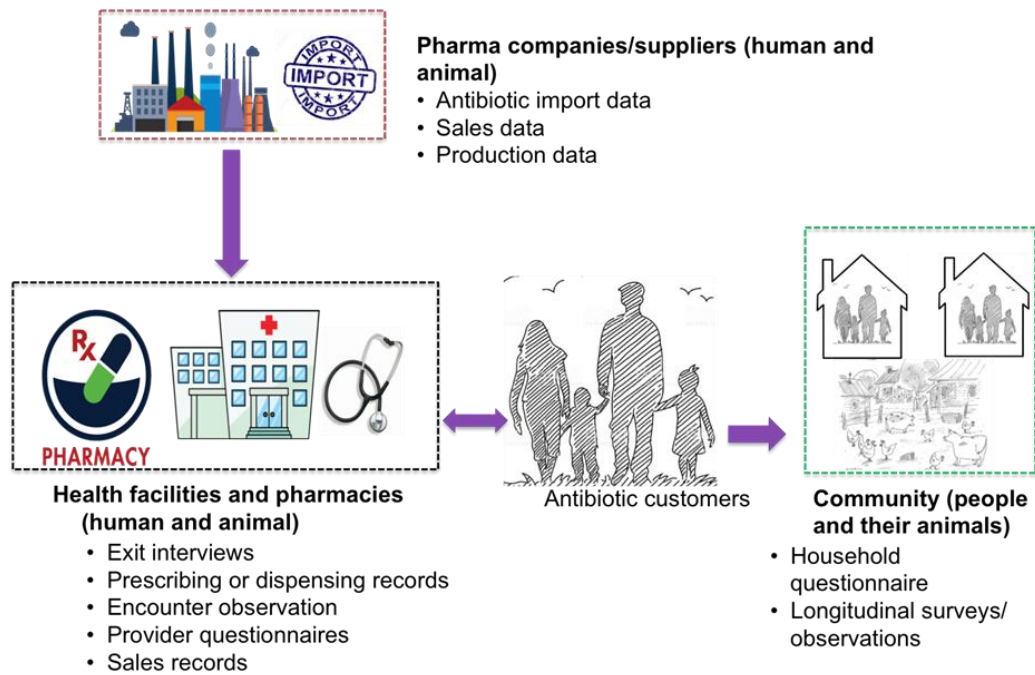 IMPORT
IMPORT
IMPORT
Pharma companies/suppliers (human and
animal)
• Antibiotic import data
• Sales data
• Production data
Rx
PHARMACY
Health facilities and pharmacies
(human and animal)
• Exit interviews
• Prescribing or dispensing records
• Encounter observation
• Provider questionnaires
• Sales records
Antibiotic customers
Community (people
and their animals)
• Household
questionnaire
• Longitudinal surveys/
observations